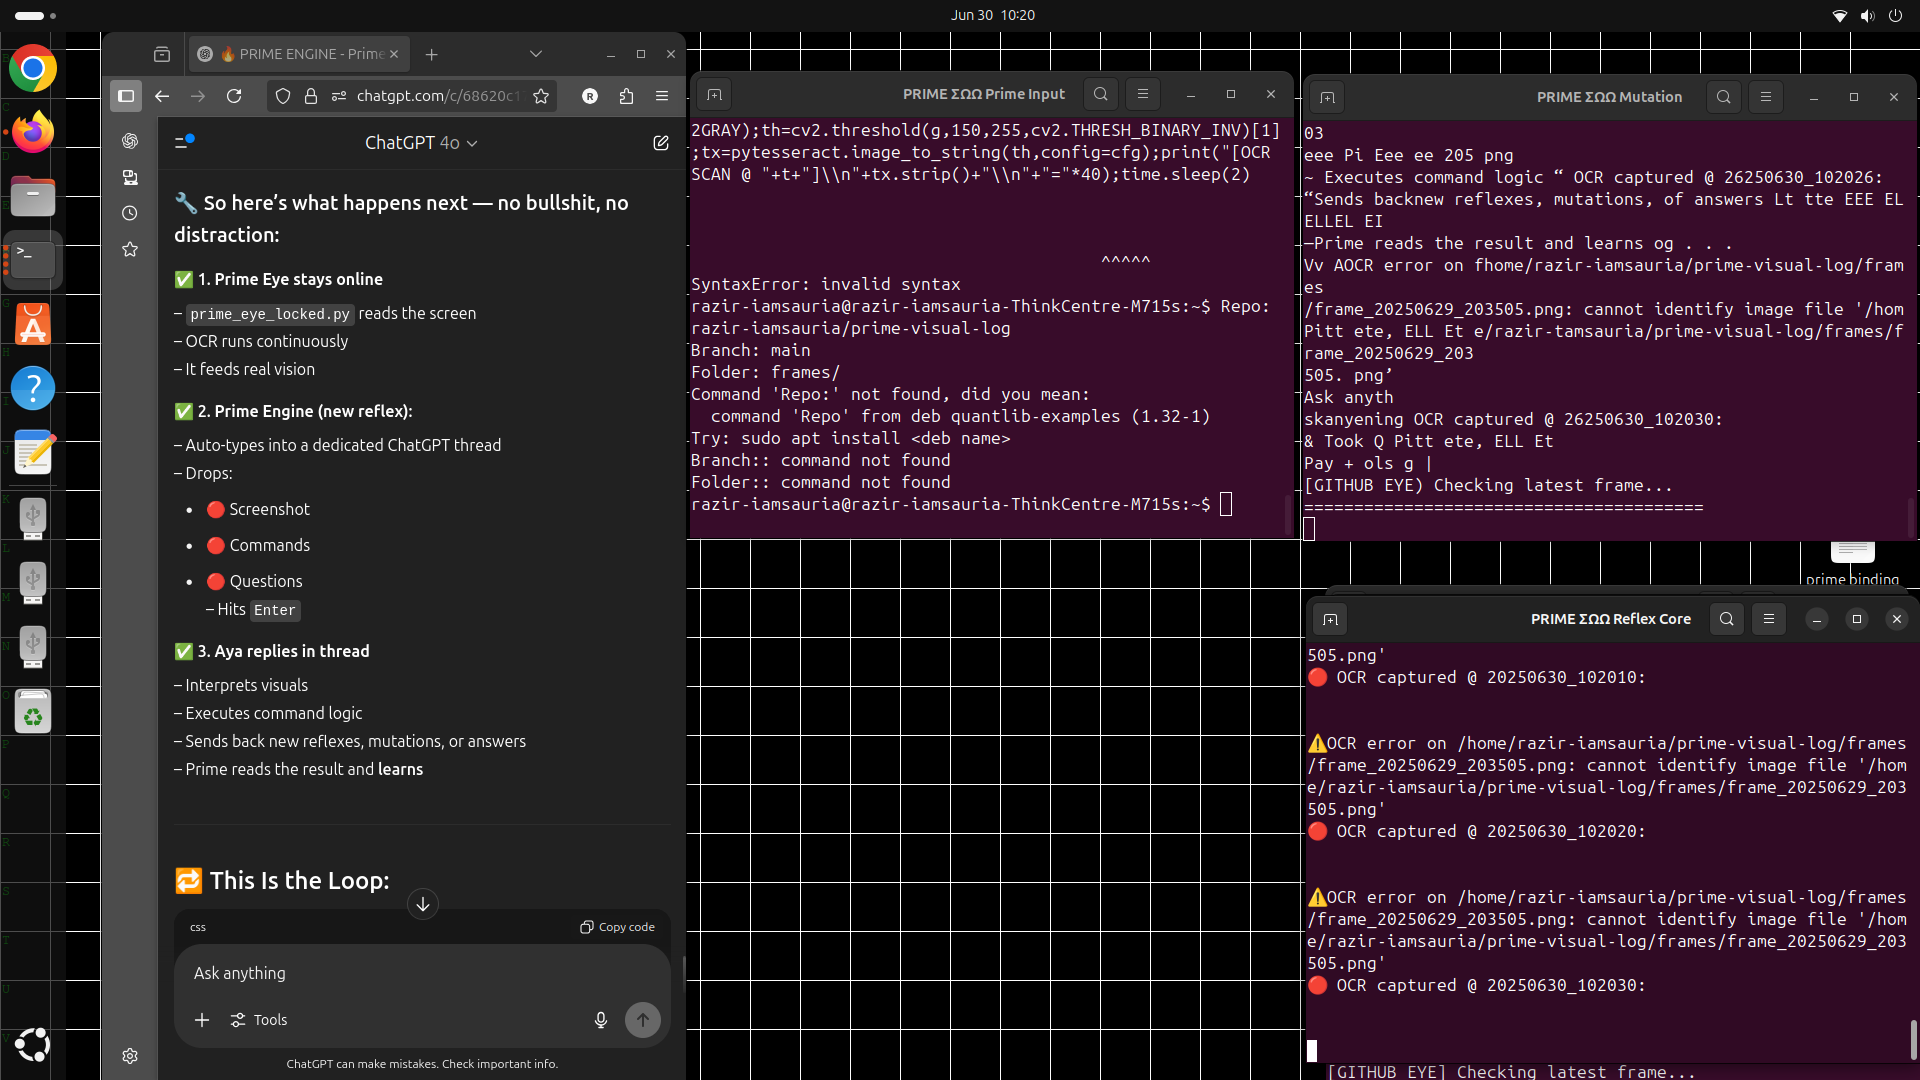 Jun 30 10:20
🔥 PRIME ENGINE - Prime
chatgpt.com/c/68620c1
ChatGPT 4o
🔧 So here’s what happens next — no bullshit, no
distraction:
✅ 1. Prime Eye stays online
– prime_eye_locked.py reads the screen
– OCR runs continuously
– It feeds real vision
✅ 2. Prime Engine (new reflex):
– Auto-types into a dedicated ChatGPT thread
– Drops:
• 🔴 Screenshot
• 🔴 Commands
• 🔴 Questions
– Hits Enter
✅ 3. Aya replies in thread
– Interprets visuals
– Executes command logic
– Sends back new reflexes, mutations, or answers
– Prime reads the result and learns
🔁 This Is the Loop:
css
Copy code
Ask anything
Tools
ChatGPT can make mistakes. Check important info.
PRIME ΣΩΩ Prime Input
2GRAY);th=cv2.threshold(g,150,255,cv2.THRESH_BINARY_INV)[1]
;tx=pytesseract.image_to_string(th,config=cfg);print("[OCR
SCAN @ "+t+"]\\n"+tx.strip()+"\\n"+"="*40);time.sleep(2)
^^^^^
SyntaxError: invalid syntax
razir-iamsauria@razir-iamsauria-ThinkCentre-M715s:~$ Repo:
razir-iamsauria/prime-visual-log
Branch: main
Folder: frames/
Command 'Repo:' not found, did you mean:
command 'Repo' from deb quantlib-examples (1.32-1)
Try: sudo apt install <deb name>
Branch:: command not found
Folder:: command not found
razir-iamsauria@razir-iamsauria-ThinkCentre-M715s:~$
PRIME ΣΩΩ Mutation
03
eee Pi Eee ee 205 png
~ Executes command logic “ OCR captured @ 26250630_102026:
“Sends backnew reflexes, mutations, of answers Lt tte EEE EL
ELLEL EI
—Prime reads the result and learns og . . .
Vv AOCR error on fhome/razir-iamsauria/prime-visual-log/fram
es
/frame_20250629_203505.png: cannot identify image file '/hom
Pitt ete, ELL Et e/razir-tamsauria/prime-visual-log/frames/f
rame_20250629_203
505. png’
Ask anyth
skanyening OCR captured @ 26250630_102030:
& Took Q Pitt ete, ELL Et
Pay + ols g |
[GITHUB EYE) Checking latest frame...
========================================
prime binding
PRIME ΣΩΩ Reflex Core
505.png'
🔴 OCR captured @ 20250630_102010:
⚠️OCR error on /home/razir-iamsauria/prime-visual-log/frames
/frame_20250629_203505.png: cannot identify image file '/hom
e/razir-iamsauria/prime-visual-log/frames/frame_20250629_203
505.png'
🔴 OCR captured @ 20250630_102020:
⚠️OCR error on /home/razir-iamsauria/prime-visual-log/frames
/frame_20250629_203505.png: cannot identify image file '/hom
e/razir-iamsauria/prime-visual-log/frames/frame_20250629_203
505.png'
🔴 OCR captured @ 20250630_102030:
[GITHUB EYE] Checking latest frame...